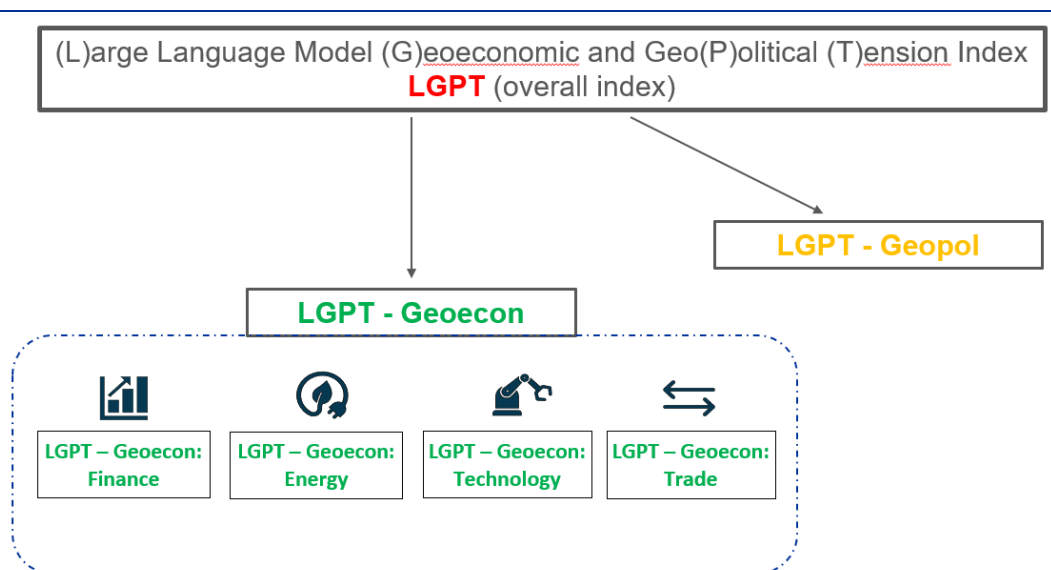 (L)arge Language Model (G)eoeconomic and Geo(P)olitical (T)ension Index
LGPT (overall index)
LGPT - Geopol
LGPT - Geoecon
LGPT – Geoecon:
Finance
LGPT – Geoecon:
Energy
LGPT – Geoecon:
Technology
LGPT – Geoecon:
Trade